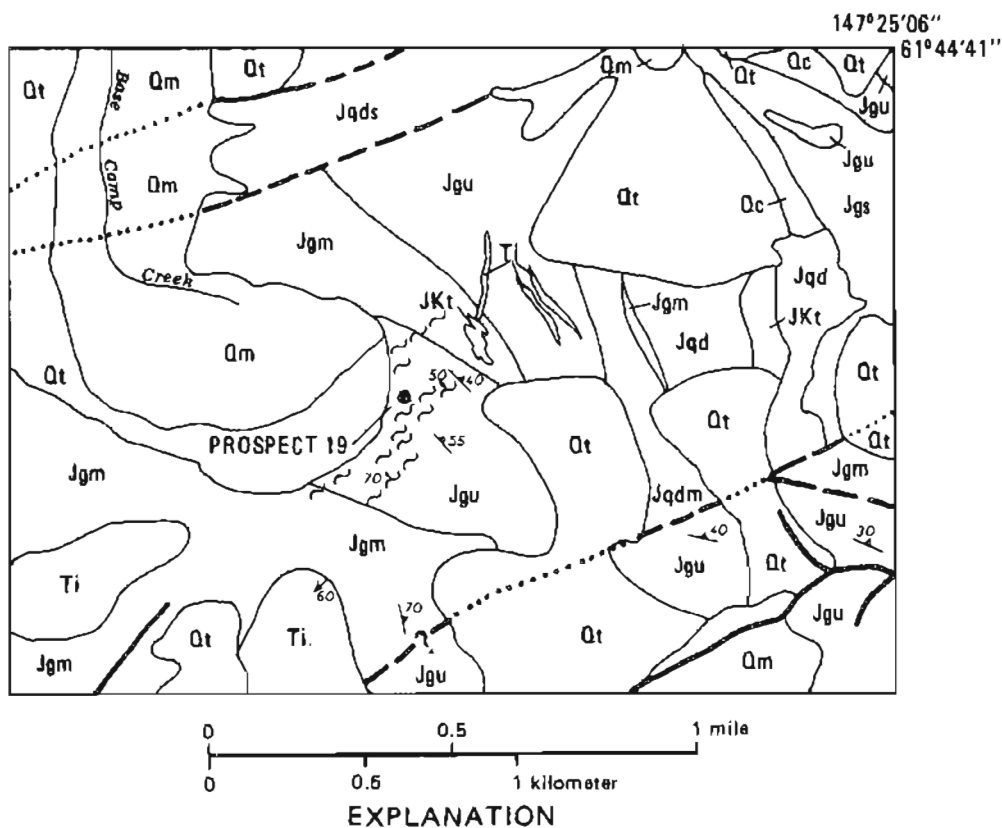 147°25'06"
61°44'41"
Qt
Base
Qm
Qt
Qm
Qt
Qc
Qt
Jgu
Jqds
Camp
Qm
Jgu
Qt
Jgu
Qc
Jgs
Jgm
Creek
Ti
Jgm
Jqd
JKt
Jqd
JKt
Qm
Qt
50
40
Qt
Qt
PROSPECT 19
55
Qt
Qt
Jgm
70
Jgu
Jqdm
Jgm
Jgm
40
Jgu
30
Ti
60
70
Jgu
Qt
Qt
Ti.
Qt
Jgu
Jgm
Jgu
Qm
0
0.5
1 mile
0
0.5
1 kilometer
EXPLANATION